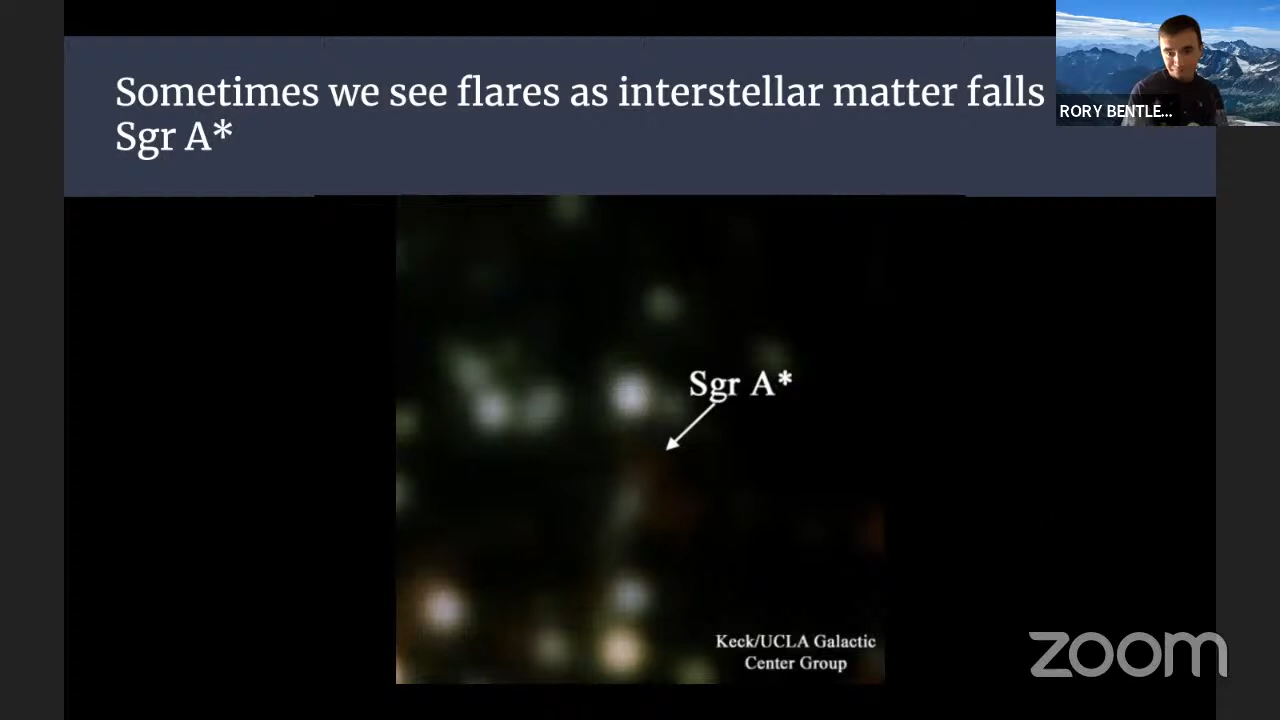 Sometimes we see flares as interstellar matter falls
Sgr A*
RORY BENTLE...
Sgr A*
Keck/UCLA Galactic
Center Group
zoom